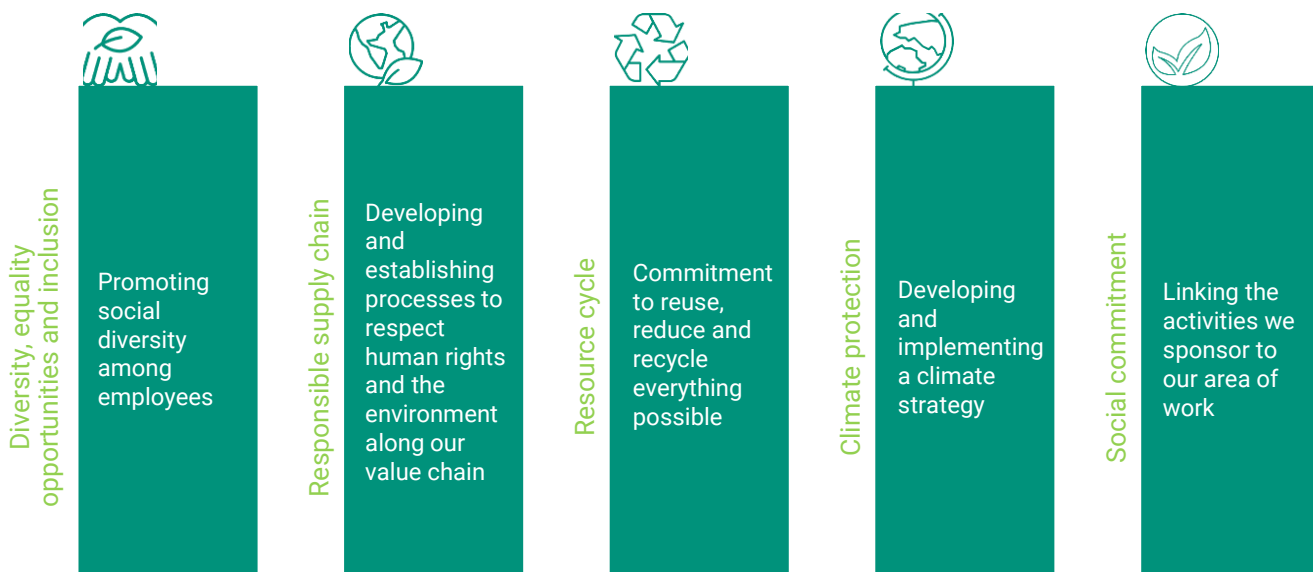 Diversity, equality
opportunities and inclusion
Promoting
social
diversity
among
employees
Responsible supply chain
Developing
and
establishing
processes to
respect
human rights
and the
environment
along our
value chain
Resource cycle
Commitment
to reuse,
reduce and
recycle
everything
possible
Climate protection
Developing
and
implementing
a climate
strategy
Social commitment
Linking the
activities we
sponsor to
our area of
work